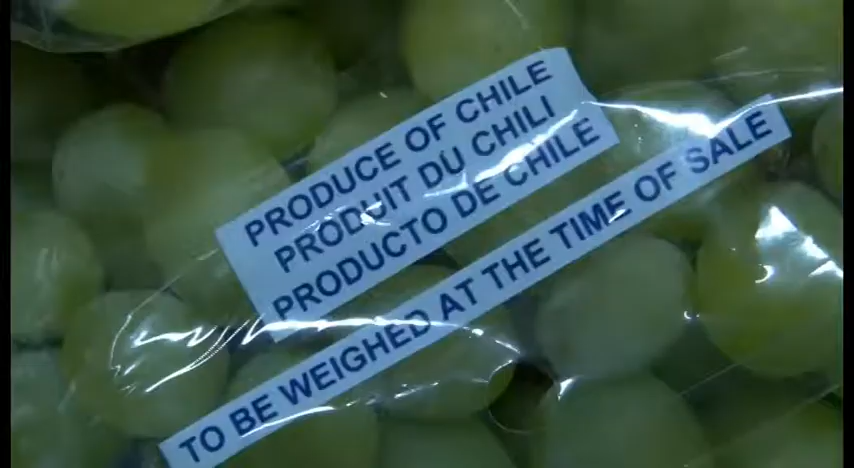 PRODUCE OF CHILE
PRODUIT DU CHILI
PRODUCTO DE CHILE
TO BE WEIGHED AT THE TIME OF SALE